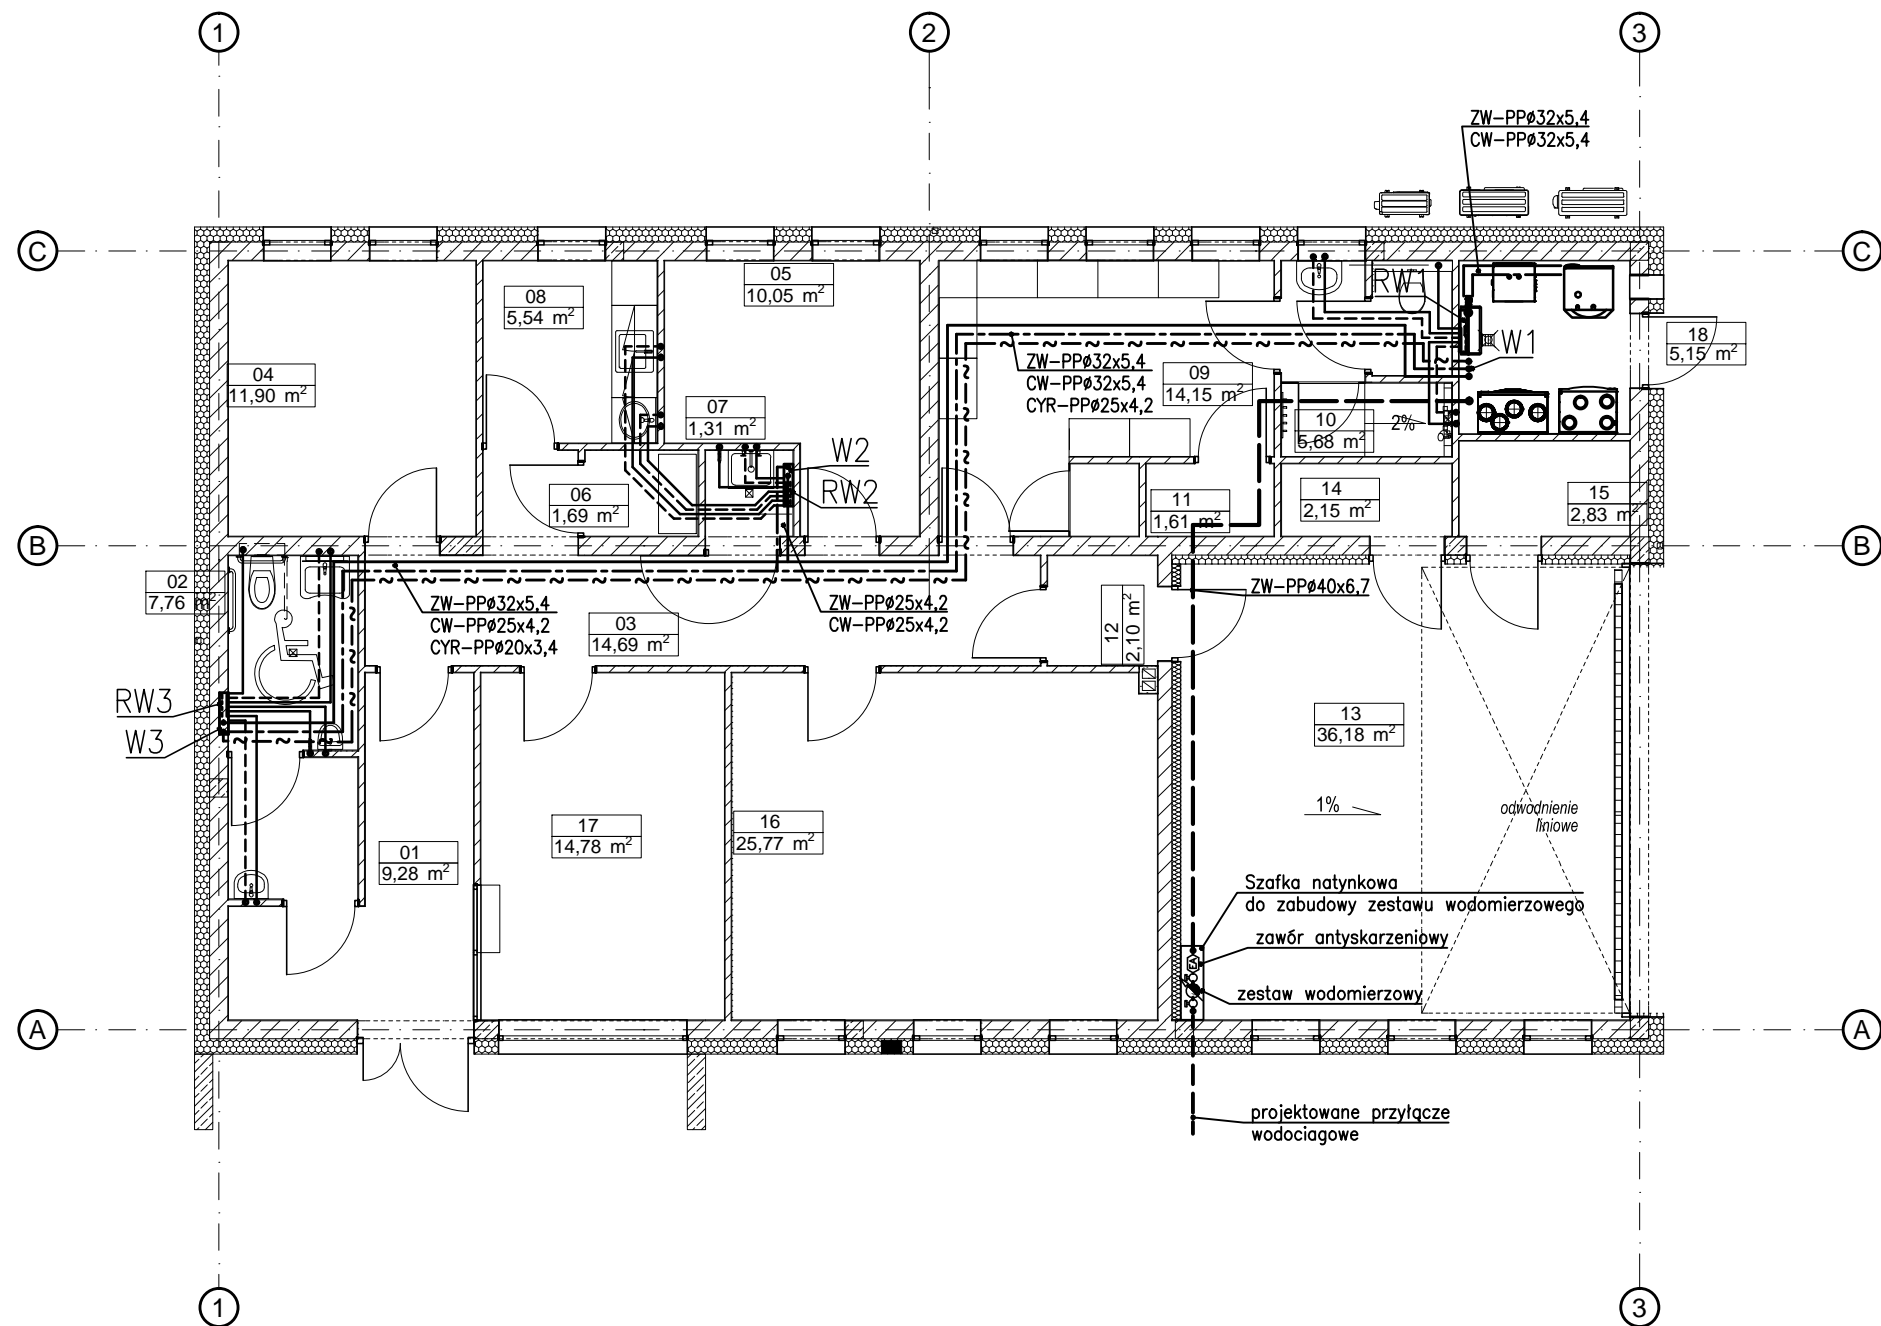 1
2
3
ZW-PPø32x5,4
CW-PPø32x5,4
C
C
RW1
W1
18
5,15 m²
05
10,05 m²
08
5,54 m²
04
11,90 m²
ZW-PPø32x5,4
CW-PPø32x5,4
CYR-PPø25x4,2
09
14,15 m²
07
1,31 m²
10
5,68 m²
2%
W2
RW2
06
1,69 m²
11
1,61 m²
14
2,15 m²
15
2,83 m²
B
B
02
7,76 m²
ZW-PPø32x5,4
CW-PPø25x4,2
CYR-PPø20x3,4
03
14,69 m²
ZW-PPø25x4,2
CW-PPø25x4,2
12
2,10 m²
ZW-PPø40x6,7
RW3
W3
13
36,18 m²
1%
odwodnienie
liniowe
01
9,28 m²
17
14,78 m²
16
25,77 m²
Szafka natynkowa
do zabudowy zestawu wodomierzowego
zawór antyskarzeniowy
EA
zestaw wodomierzowy
A
A
projektowane przyłącze
wodociagowe
1
3